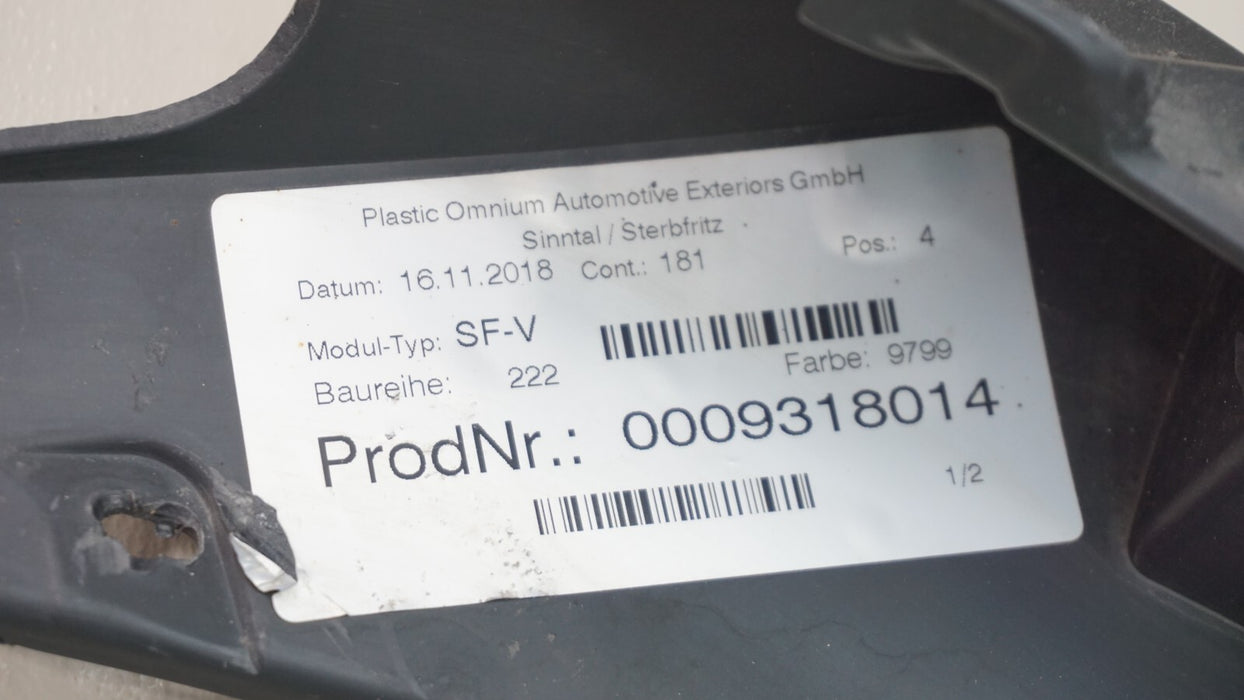 Plastic Omnium Automotive Exteriors GmbH
Sinntal / Sterbfritz
Datum: 16.11.2018 Cont.: 181 Pos.: 4
Modul-Typ: SF-V
Baureihe: 222 Farbe: 9799
ProdNr.: 0009318014
1/2